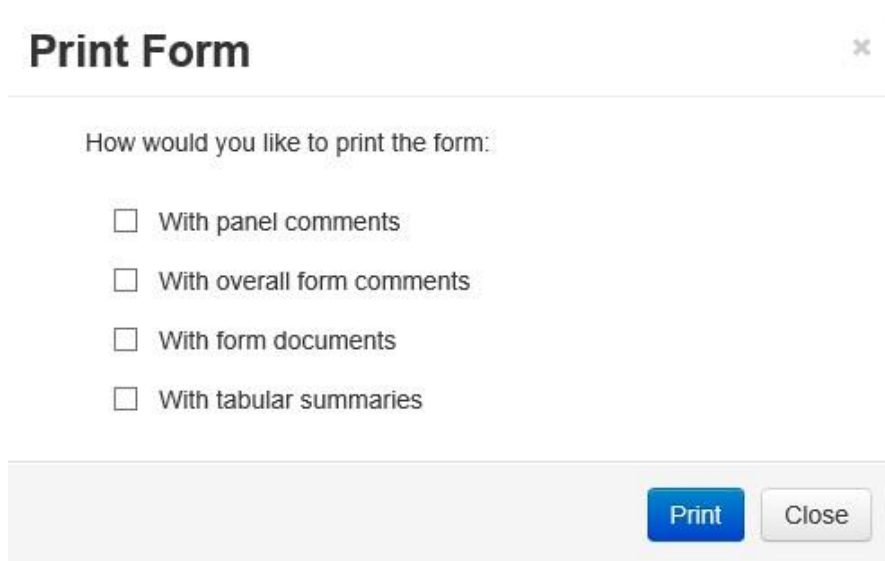 Print Form
×
How would you like to print the form:
With panel comments
With overall form comments
With form documents
With tabular summaries
Print Close